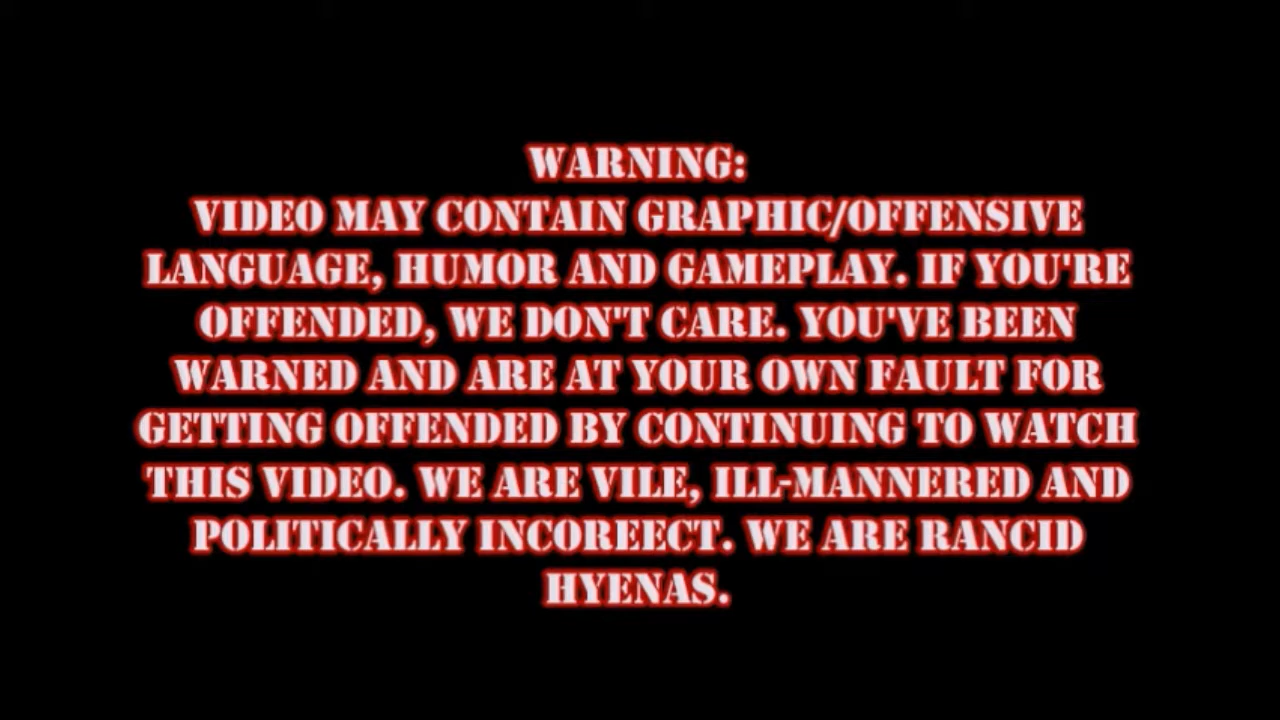 WARNING:
VIDEO MAY CONTAIN GRAPHIC/OFFENSIVE
LANGUAGE, HUMOR AND GAMEPLAY. IF YOU'RE
OFFENDED, WE DON'T CARE. YOU'VE BEEN
WARNED AND ARE AT YOUR OWN FAULT FOR
GETTING OFFENDED BY CONTINUING TO WATCH
THIS VIDEO. WE ARE VILE, ILL-MANNERED AND
POLITICALLY INCOREECT. WE ARE RANCID
HYENAS.